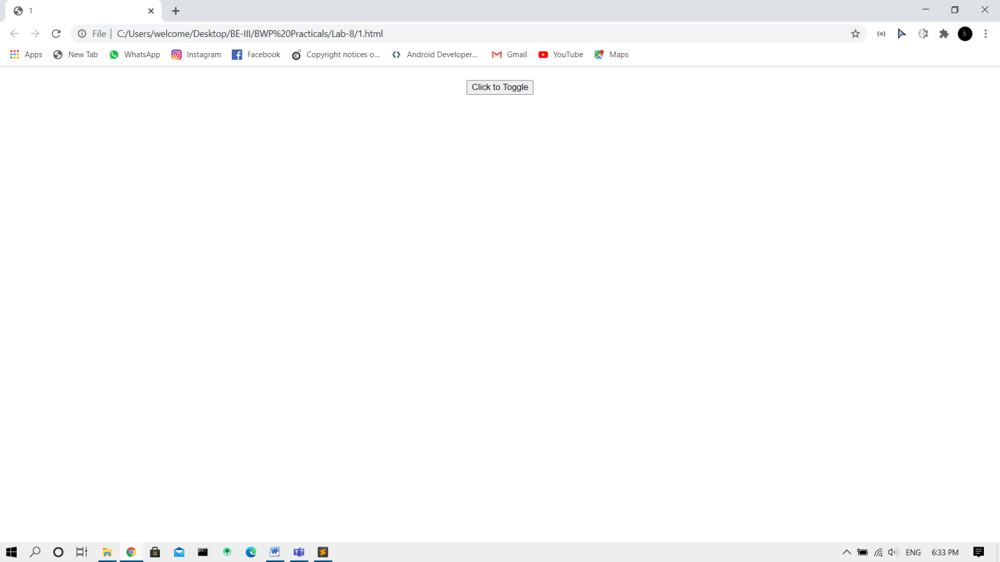 1
File | C:/Users/welcome/Desktop/BE-III/BWP%20Practicals/Lab-8/1.html
Apps New Tab WhatsApp Instagram Facebook Copyright notices o... Android Developer... Gmail YouTube Maps
Click to Toggle
ENG 6:33 PM